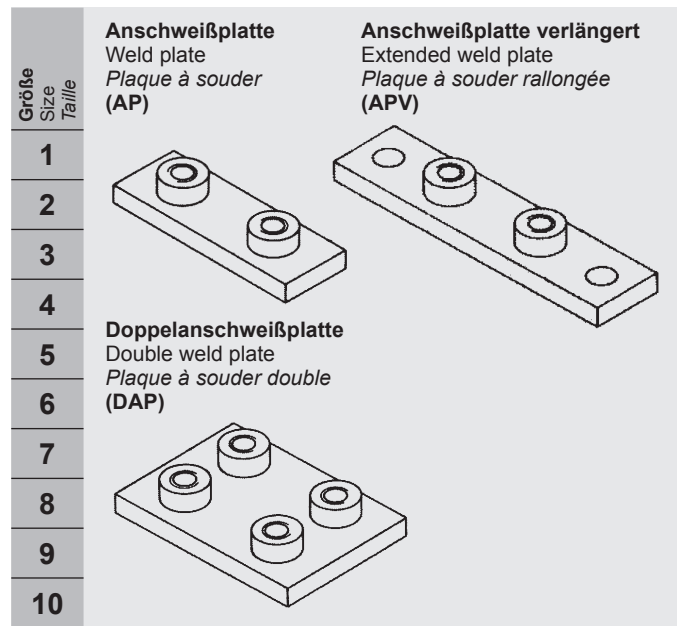 Größe
Size
Taille
1
2
3
4
5
6
7
8
9
10
Anschweißplatte
Weld plate
Plaque à souder
(AP)
Anschweißplatte verlängert
Extended weld plate
Plaque à souder rallongée
(APV)
Doppelanschweißplatte
Double weld plate
Plaque à souder double
(DAP)